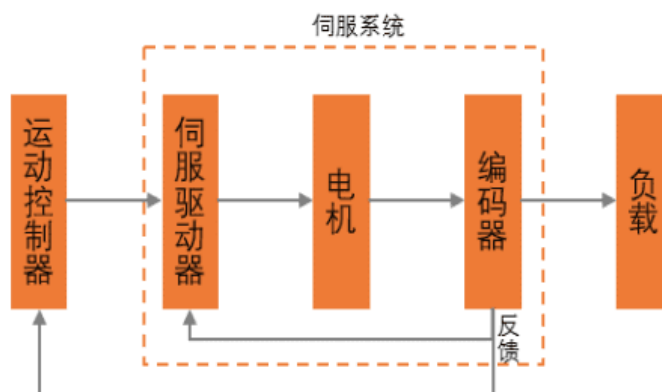 伺服系统
运动控制器
伺服驱动器
电机
编码器
负载
反馈